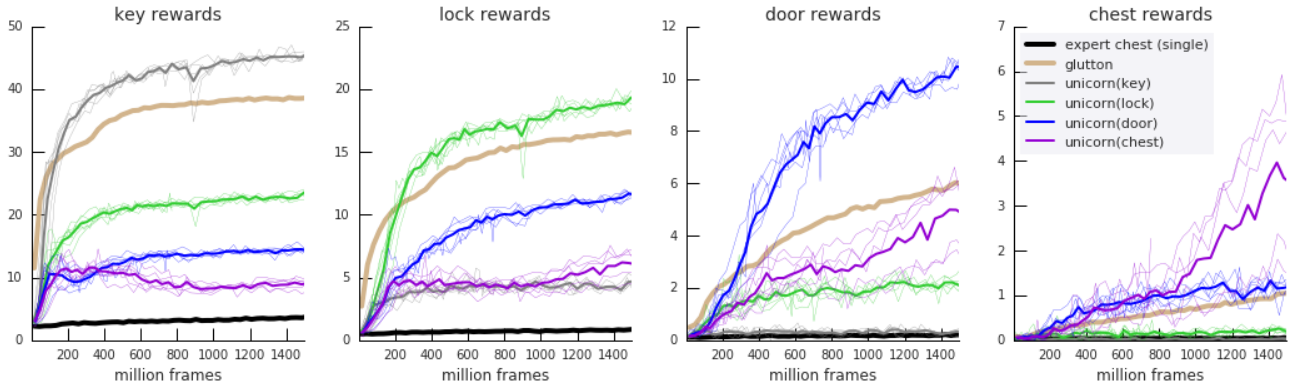 key rewards
50
40
30
20
10
0
200 400 600 800 1000 1200 1400
million frames
lock rewards
25
20
15
10
5
0
200 400 600 800 1000 1200 1400
million frames
door rewards
12
10
8
6
4
2
0
200 400 600 800 1000 1200 1400
million frames
chest rewards
7
6
5
4
3
2
1
0
expert chest (single)
glutton
unicorn(key)
unicorn(lock)
unicorn(door)
unicorn(chest)
200 400 600 800 1000 1200 1400
million frames